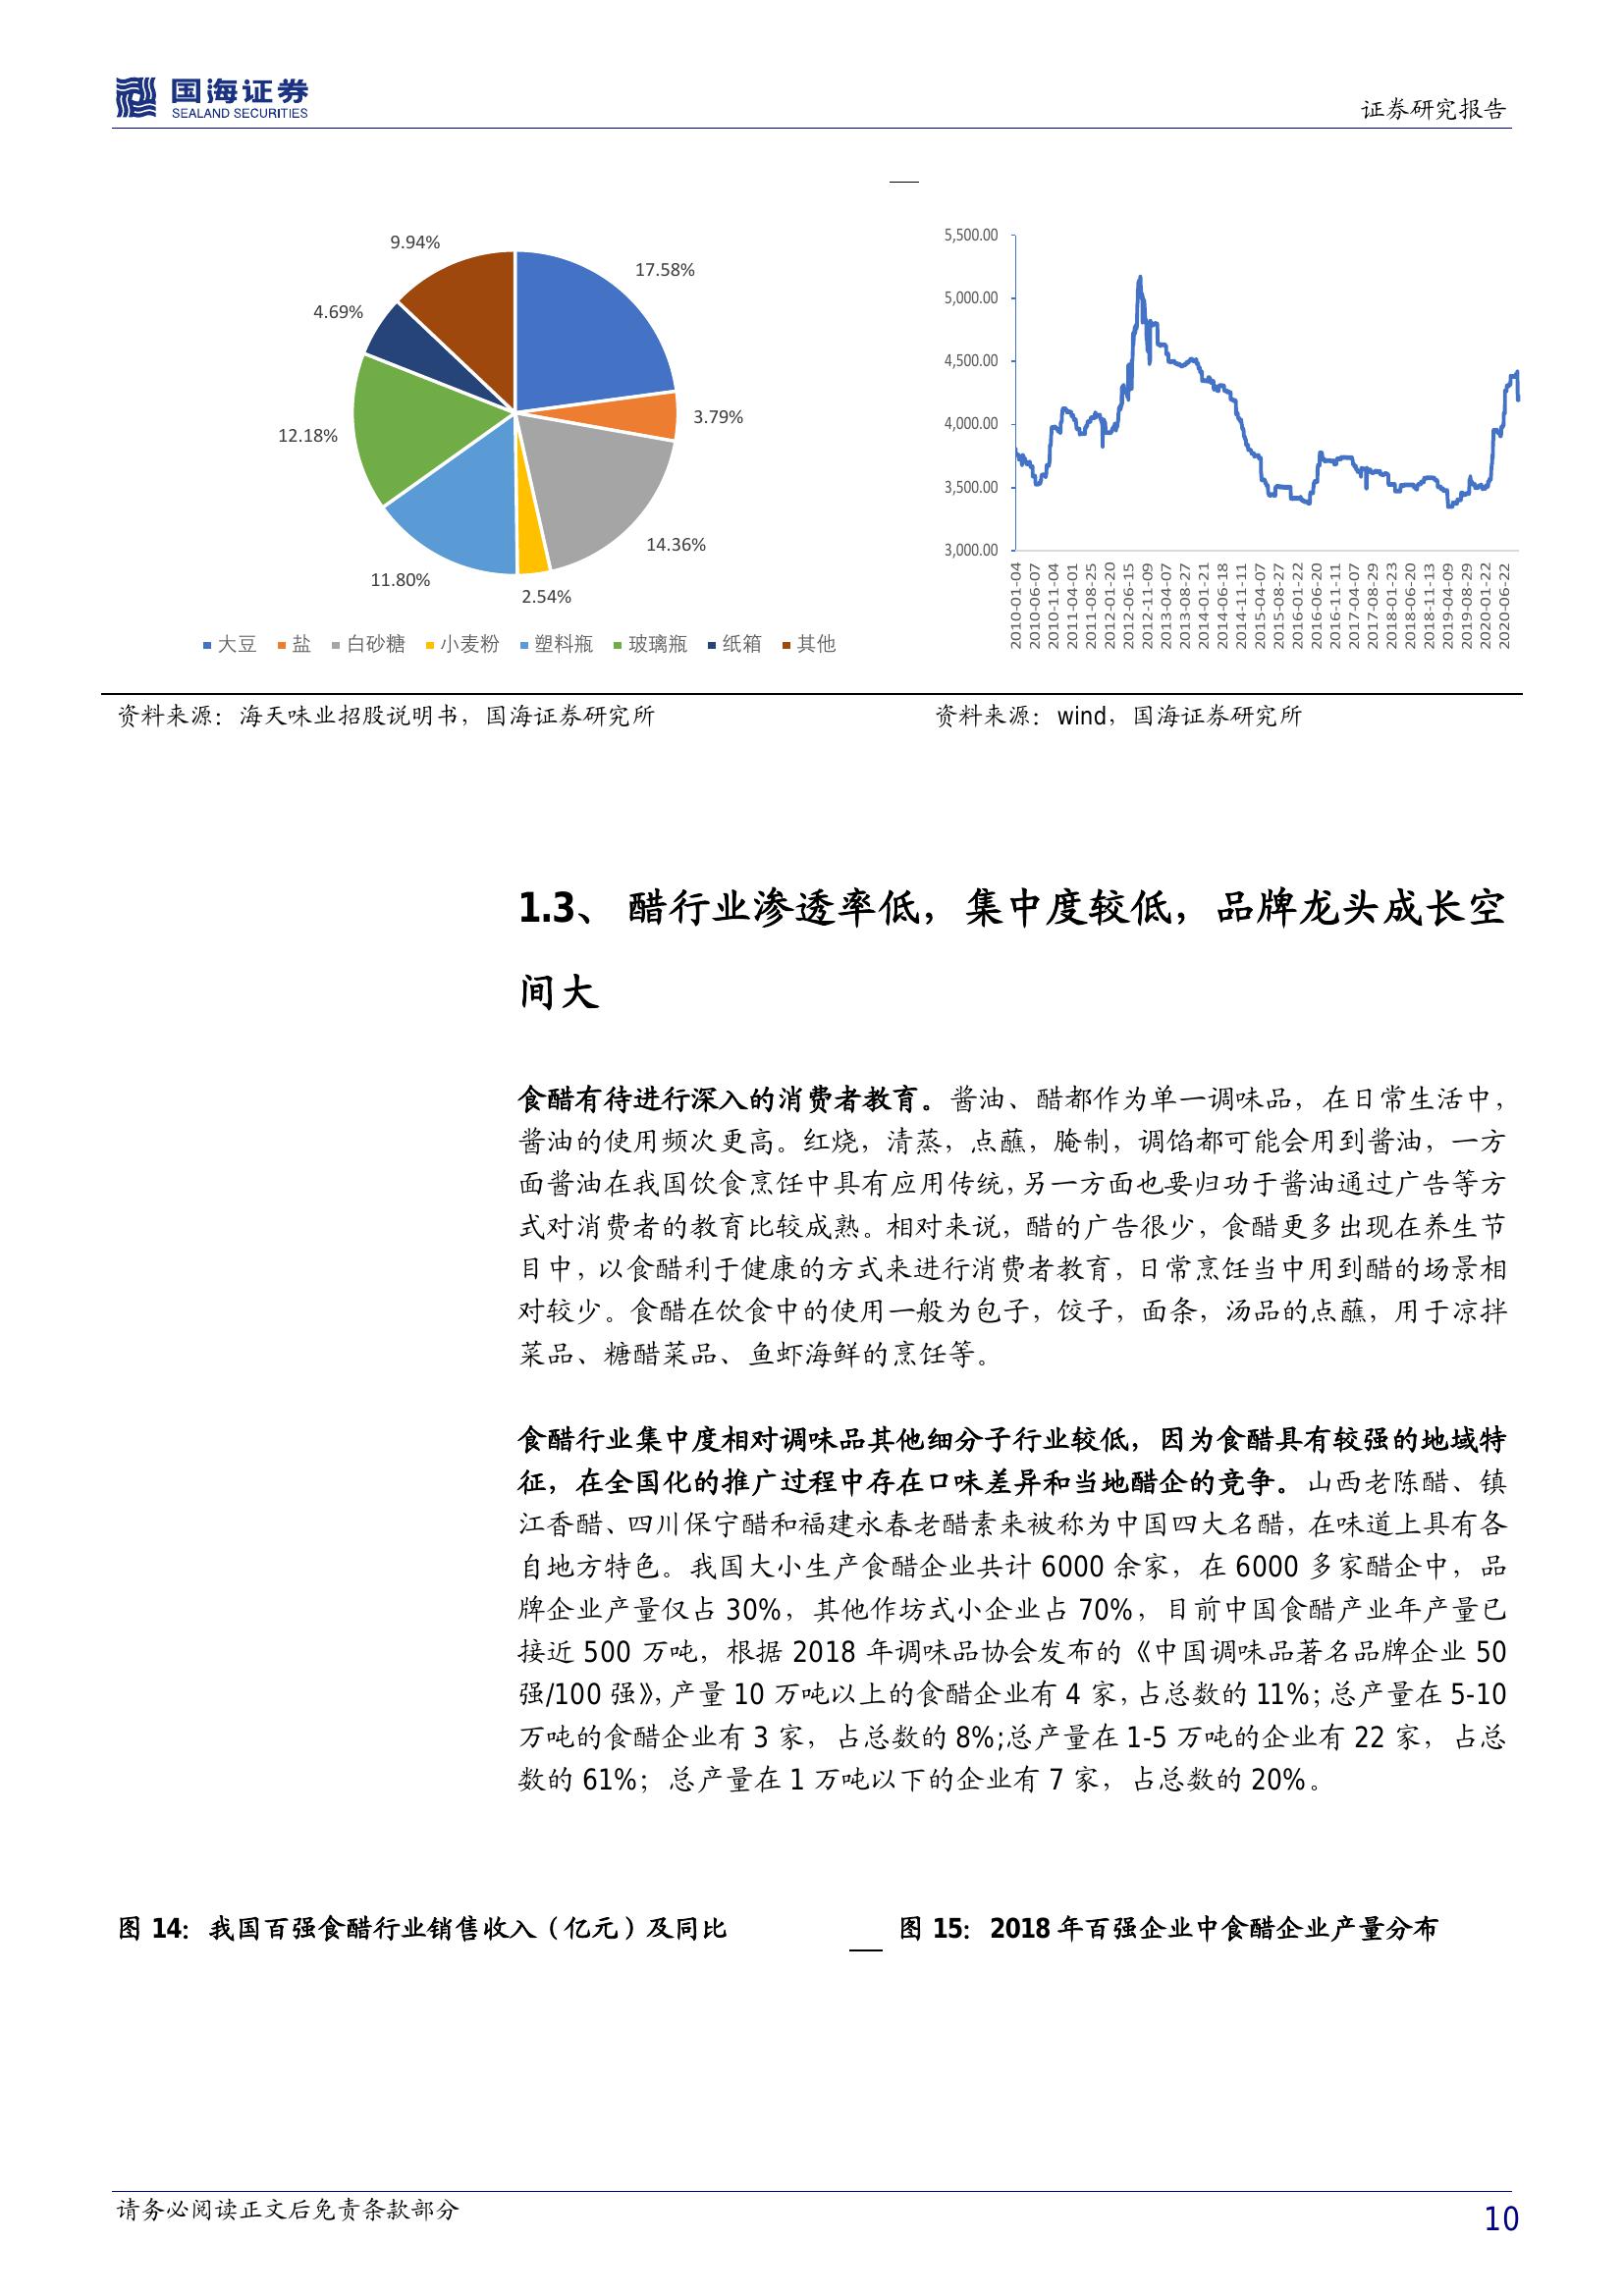 国海证券
SEALAND SECURITIES
证券研究报告
9.94%
17.58%
4.69%
3.79%
12.18%
14.36%
11.80%
2.54%
大豆 盐 白砂糖 小麦粉 塑料瓶 玻璃瓶 纸箱 其他
5,500.00
5,000.00
4,500.00
4,000.00
3,500.00
3,000.00
2010-01-04
2010-06-07
2010-11-04
2011-04-01
2011-08-25
2012-01-20
2012-06-15
2012-11-09
2013-04-07
2013-08-27
2014-01-21
2014-06-18
2014-11-11
2015-04-07
2015-08-27
2016-01-22
2016-06-20
2016-11-11
2017-04-07
2017-08-29
2018-01-23
2018-06-20
2018-11-13
2019-04-09
2019-08-29
2020-01-22
2020-06-22
资料来源：海天味业招股说明书，国海证券研究所
资料来源：wind，国海证券研究所
1.3、 醋行业渗透率低，集中度较低，品牌龙头成长空
间大
食醋有待进行深入的消费者教育。酱油、醋都作为单一调味品，在日常生活中，
酱油的使用频次更高。红烧，清蒸，点蘸，腌制，调馅都可能会用到酱油，一方
面酱油在我国饮食烹饪中具有应用传统，另一方面也要归功于酱油通过广告等方
式对消费者的教育比较成熟。相对来说，醋的广告很少，食醋更多出现在养生节
目中，以食醋利于健康的方式来进行消费者教育，日常烹饪当中用到醋的场景相
对较少。食醋在饮食中的使用一般为包子，饺子，面条，汤品的点蘸，用于凉拌
菜品、糖醋菜品、鱼虾海鲜的烹饪等。
食醋行业集中度相对调味品其他细分子行业较低，因为食醋具有较强的地域特
征，在全国化的推广过程中存在口味差异和当地醋企的竞争。山西老陈醋、镇
江香醋、四川保宁醋和福建永春老醋素来被称为中国四大名醋，在味道上具有各
自地方特色。我国大小生产食醋企业共计 6000 余家，在 6000 多家醋企中，品
牌企业产量仅占 30%，其他作坊式小企业占 70%，目前中国食醋产业年产量已
接近 500 万吨，根据 2018 年调味品协会发布的《中国调味品著名品牌企业 50
强/100 强》，产量 10 万吨以上的食醋企业有 4 家，占总数的 11%；总产量在 5-10
万吨的食醋企业有 3 家，占总数的 8%;总产量在 1-5 万吨的企业有 22 家，占总
数的 61%；总产量在 1 万吨以下的企业有 7 家，占总数的 20%。
图 14：我国百强食醋行业销售收入（亿元）及同比
图 15：2018 年百强企业中食醋企业产量分布
请务必阅读正文后免责条款部分
10